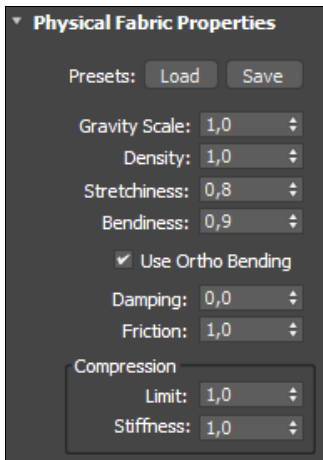 Physical Fabric Properties
Presets: Load Save
Gravity Scale: 1,0
Density: 1,0
Stretchiness: 0,8
Bendiness: 0,9
Use Ortho Bending
Damping: 0,0
Friction: 1,0
Compression
Limit: 1,0
Stiffness: 1,0